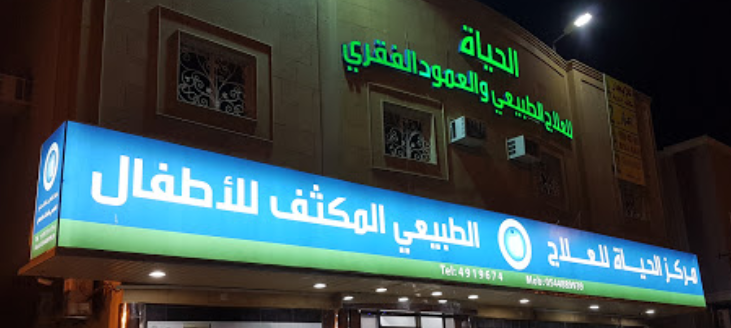 الحياة
للعلاج الطبيعي والعمود الفقري
مركز الحياة للعلاج الطبيعي المكثف للأطفال
Tel: 4919674